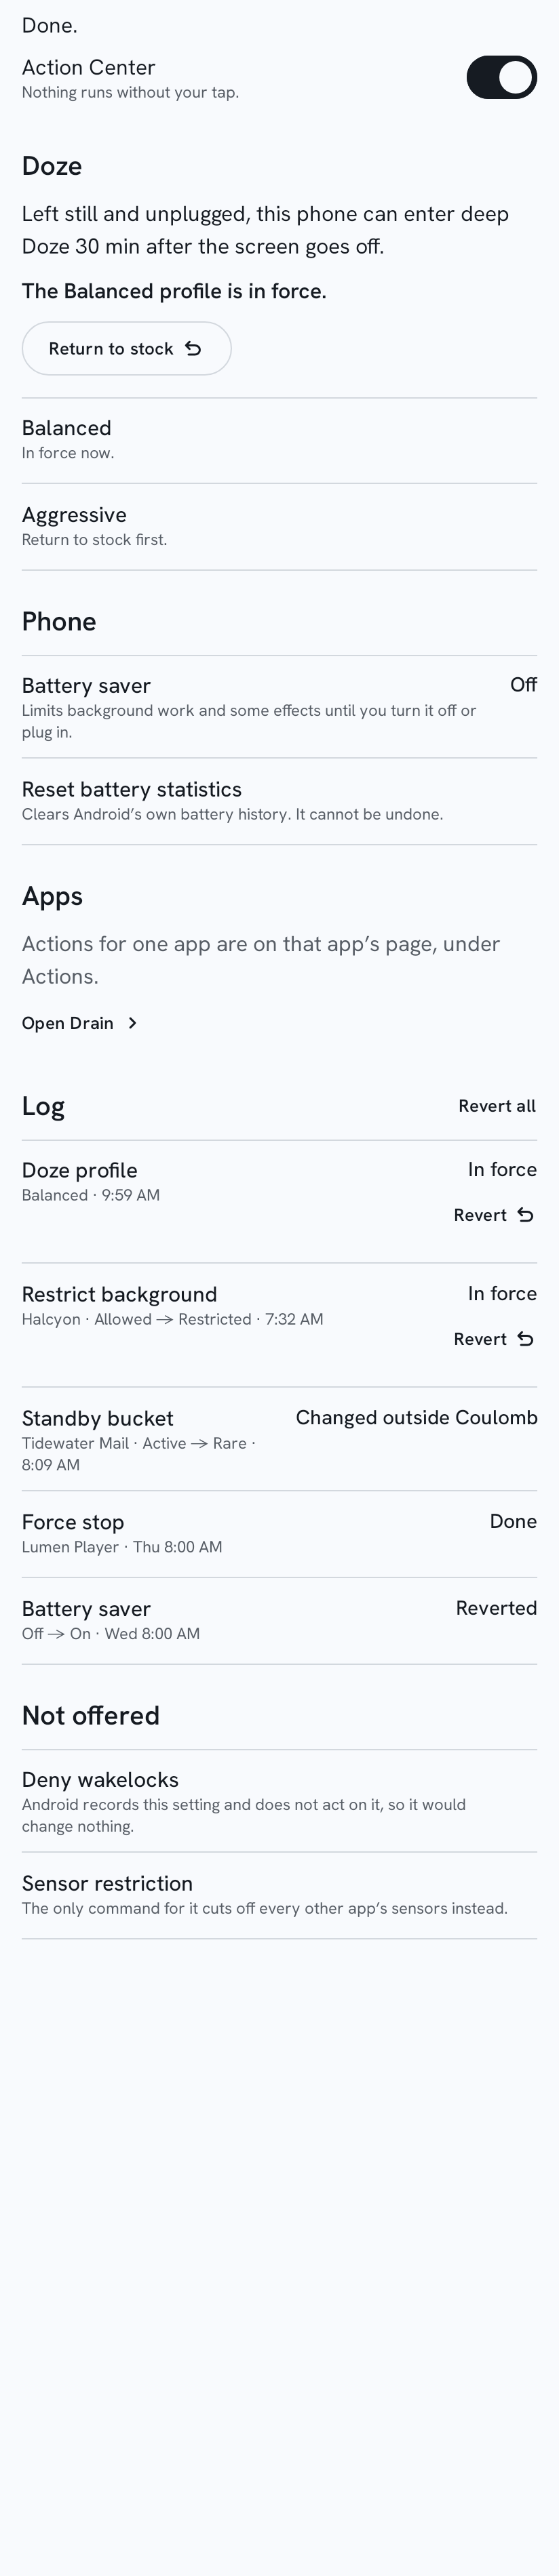 Done.
Action Center
Nothing runs without your tap.
Doze
Left still and unplugged, this phone can enter deep
Doze 30 min after the screen goes off.
The Balanced profile is in force.
Return to stock
Balanced
In force now.
Aggressive
Return to stock first.
Phone
Battery saver
Off
Limits background work and some effects until you turn it off or
plug in.
Reset battery statistics
Clears Android’s own battery history. It cannot be undone.
Apps
Actions for one app are on that app’s page, under
Actions.
Open Drain
Log
Revert all
Doze profile
In force
Balanced · 9:59 AM
Revert
Restrict background
In force
Halcyon · Allowed → Restricted · 7:32 AM
Revert
Standby bucket
Changed outside Coulomb
Tidewater Mail · Active → Rare ·
8:09 AM
Force stop
Done
Lumen Player · Thu 8:00 AM
Battery saver
Reverted
Off → On · Wed 8:00 AM
Not offered
Deny wakelocks
Android records this setting and does not act on it, so it would
change nothing.
Sensor restriction
The only command for it cuts off every other app’s sensors instead.